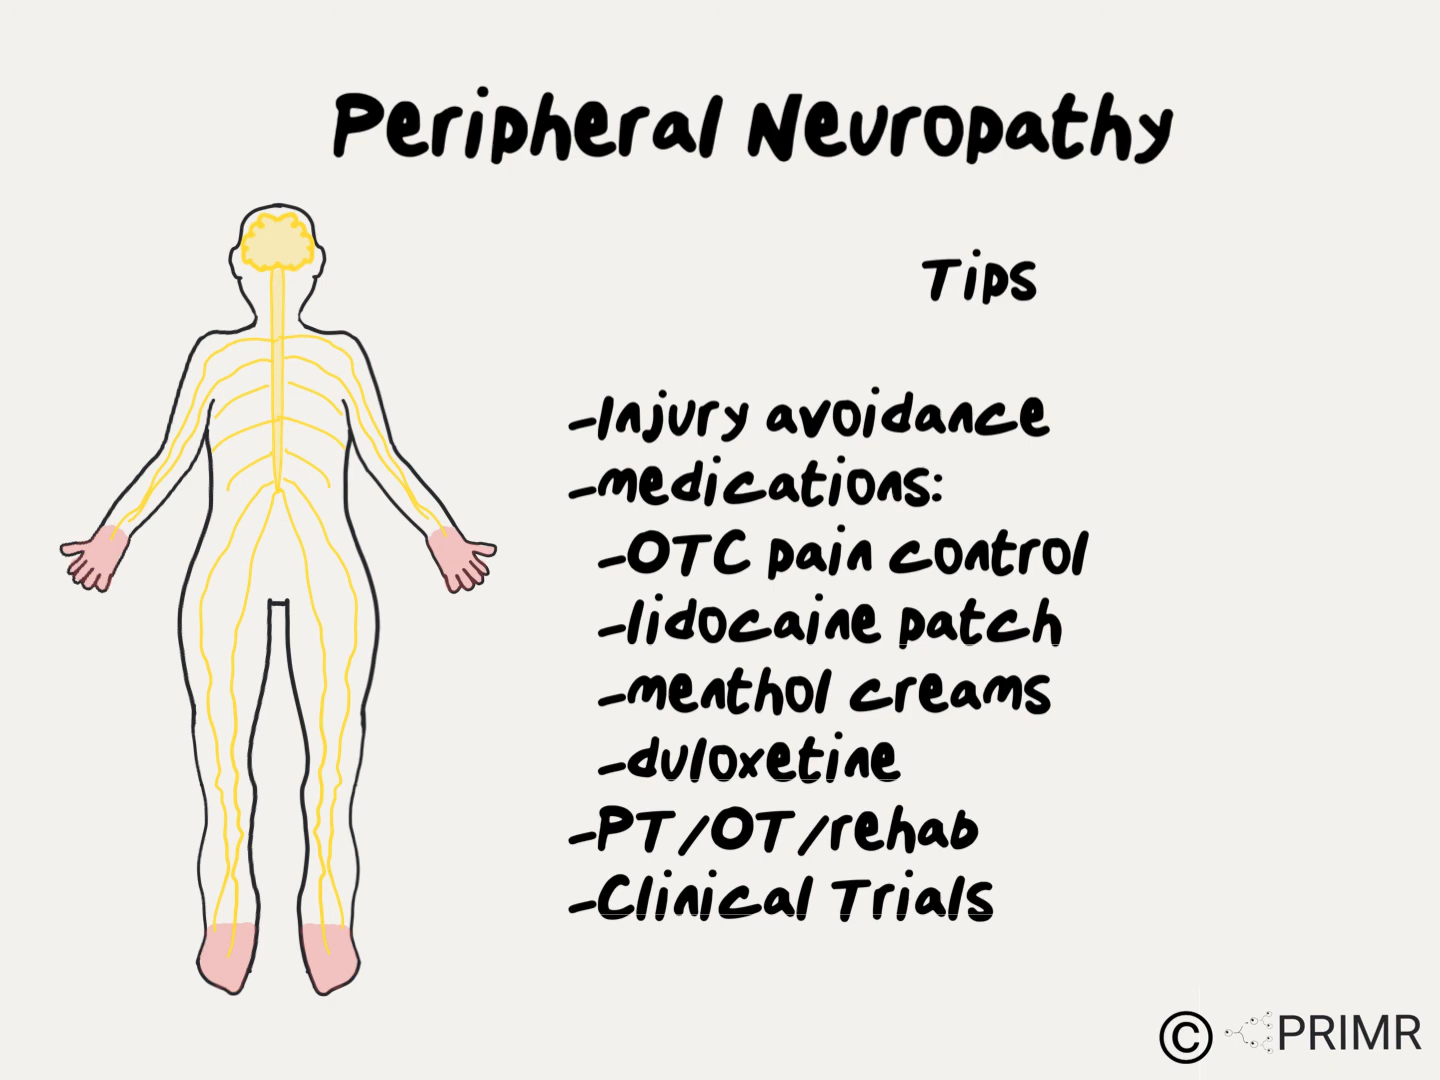 Peripheral Neuropathy
Tips
-Injury avoidance
-medications:
-OTC pain control
-lidocaine patch
-menthol creams
-duloxetine
-PT/OT/rehab
-Clinical Trials
© PRIMR